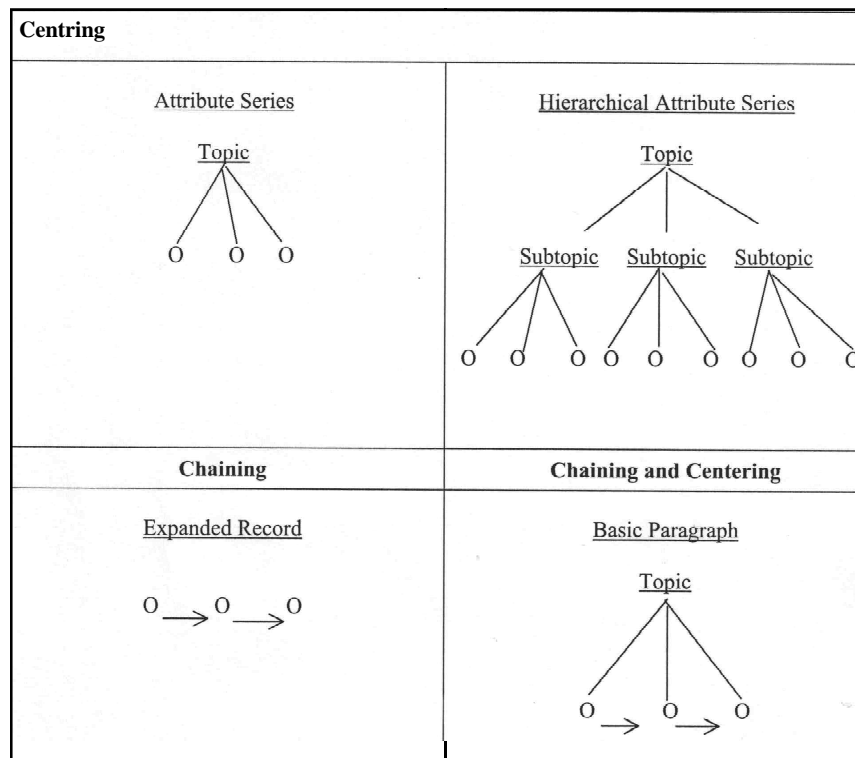 Centring
Attribute Series
Topic
O O O
Hierarchical Attribute Series
Topic
Subtopic Subtopic Subtopic
O O O O O O O O O
Chaining
Chaining and Centering
Expanded Record
O O O
Basic Paragraph
Topic
O O O